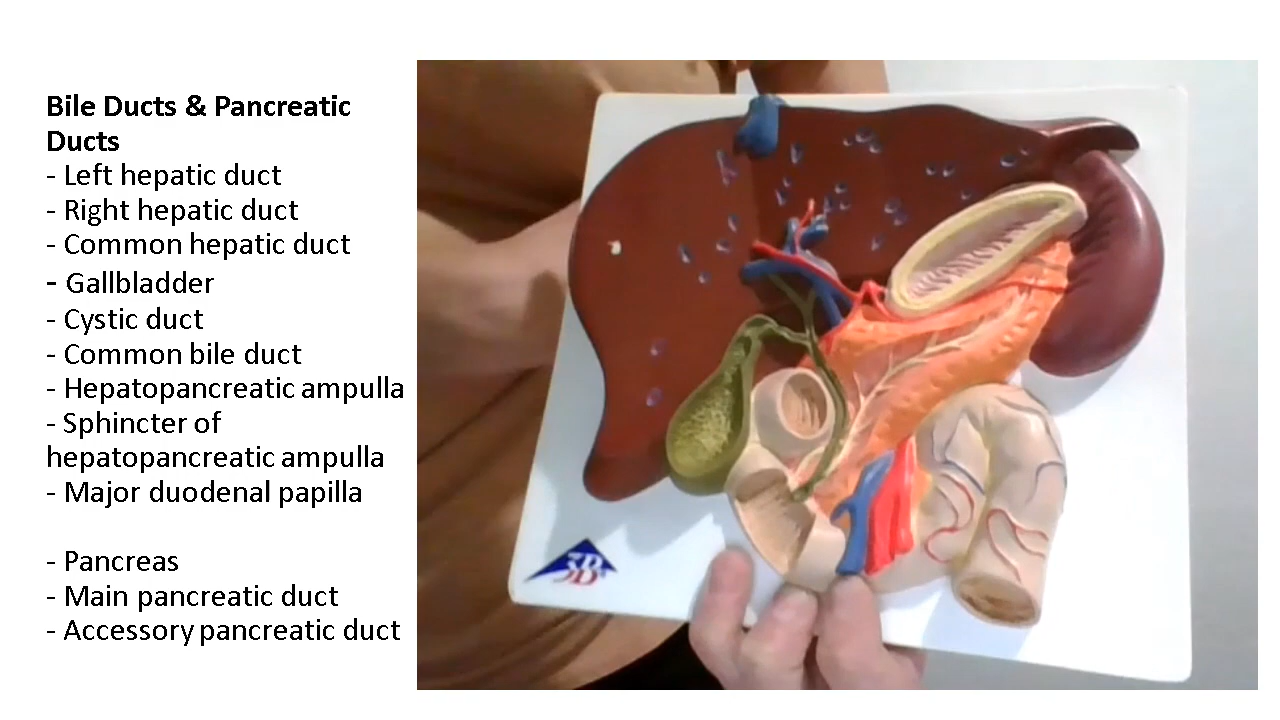 Bile Ducts & Pancreatic
Ducts
- Left hepatic duct
- Right hepatic duct
- Common hepatic duct
- Gallbladder
- Cystic duct
- Common bile duct
- Hepatopancreatic ampulla
- Sphincter of
hepatopancreatic ampulla
- Major duodenal papilla
- Pancreas
- Main pancreatic duct
- Accessory pancreatic duct
3B